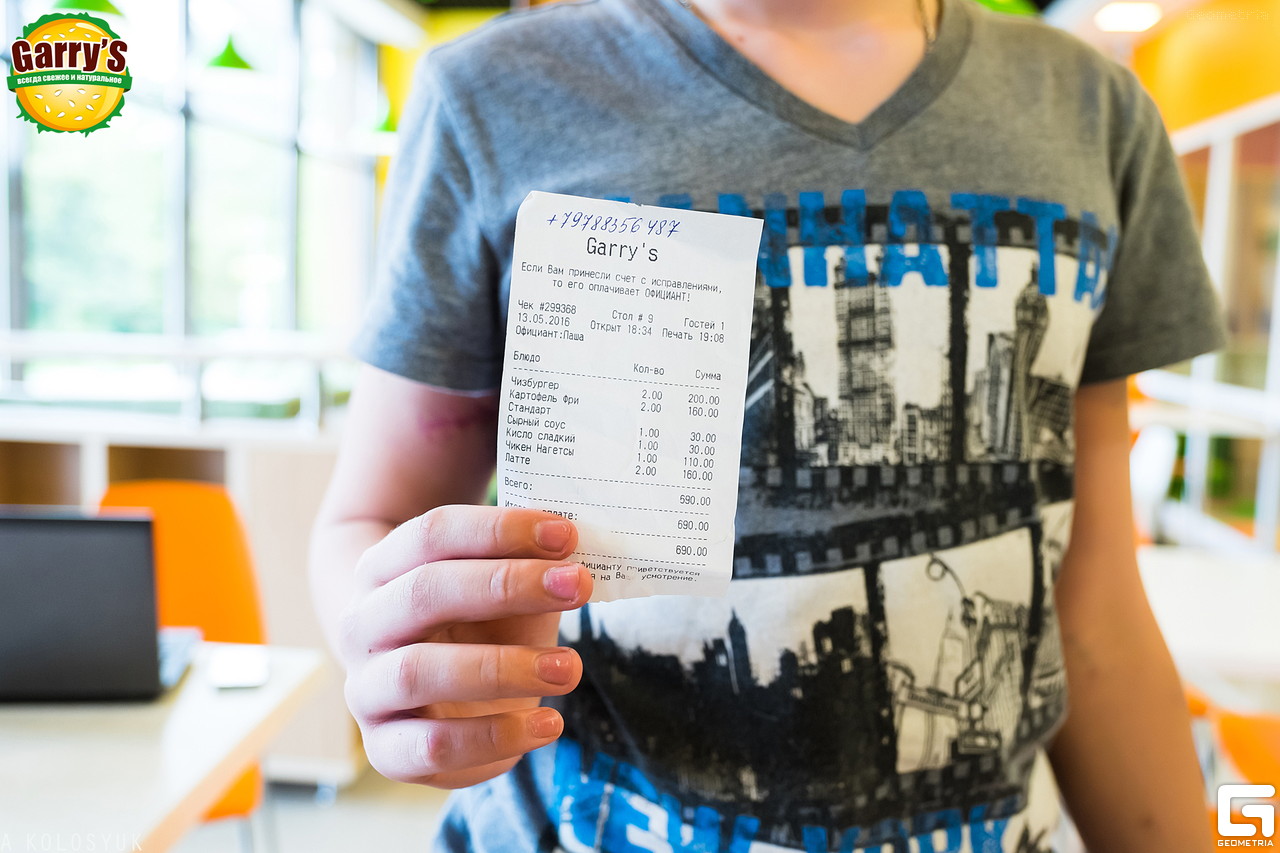 Garry's
всегда свежее и натуральное
+79788356487
Garry's
Если Вам принесли счет с исправлениями,
то его оплачивает ОФИЦИАНТ!
Чек #299368 Стол # 9 Гостей 1
13.05.2016 Открыт 18:34 Печать 19:08
Официант:Паша
Блюдо Кол-во Сумма
Чизбургер 2.00 200.00
Картофель Фри 2.00 160.00
Стандарт
Сырный соус 1.00 30.00
Кисло сладкий 1.00 30.00
Чикен Нагетсы 1.00 110.00
Латте 2.00 160.00
Всего: 690.00
690.00
690.00
приветствуется
на усмотрение.
A KOLOSYUK
GEOMETRIA